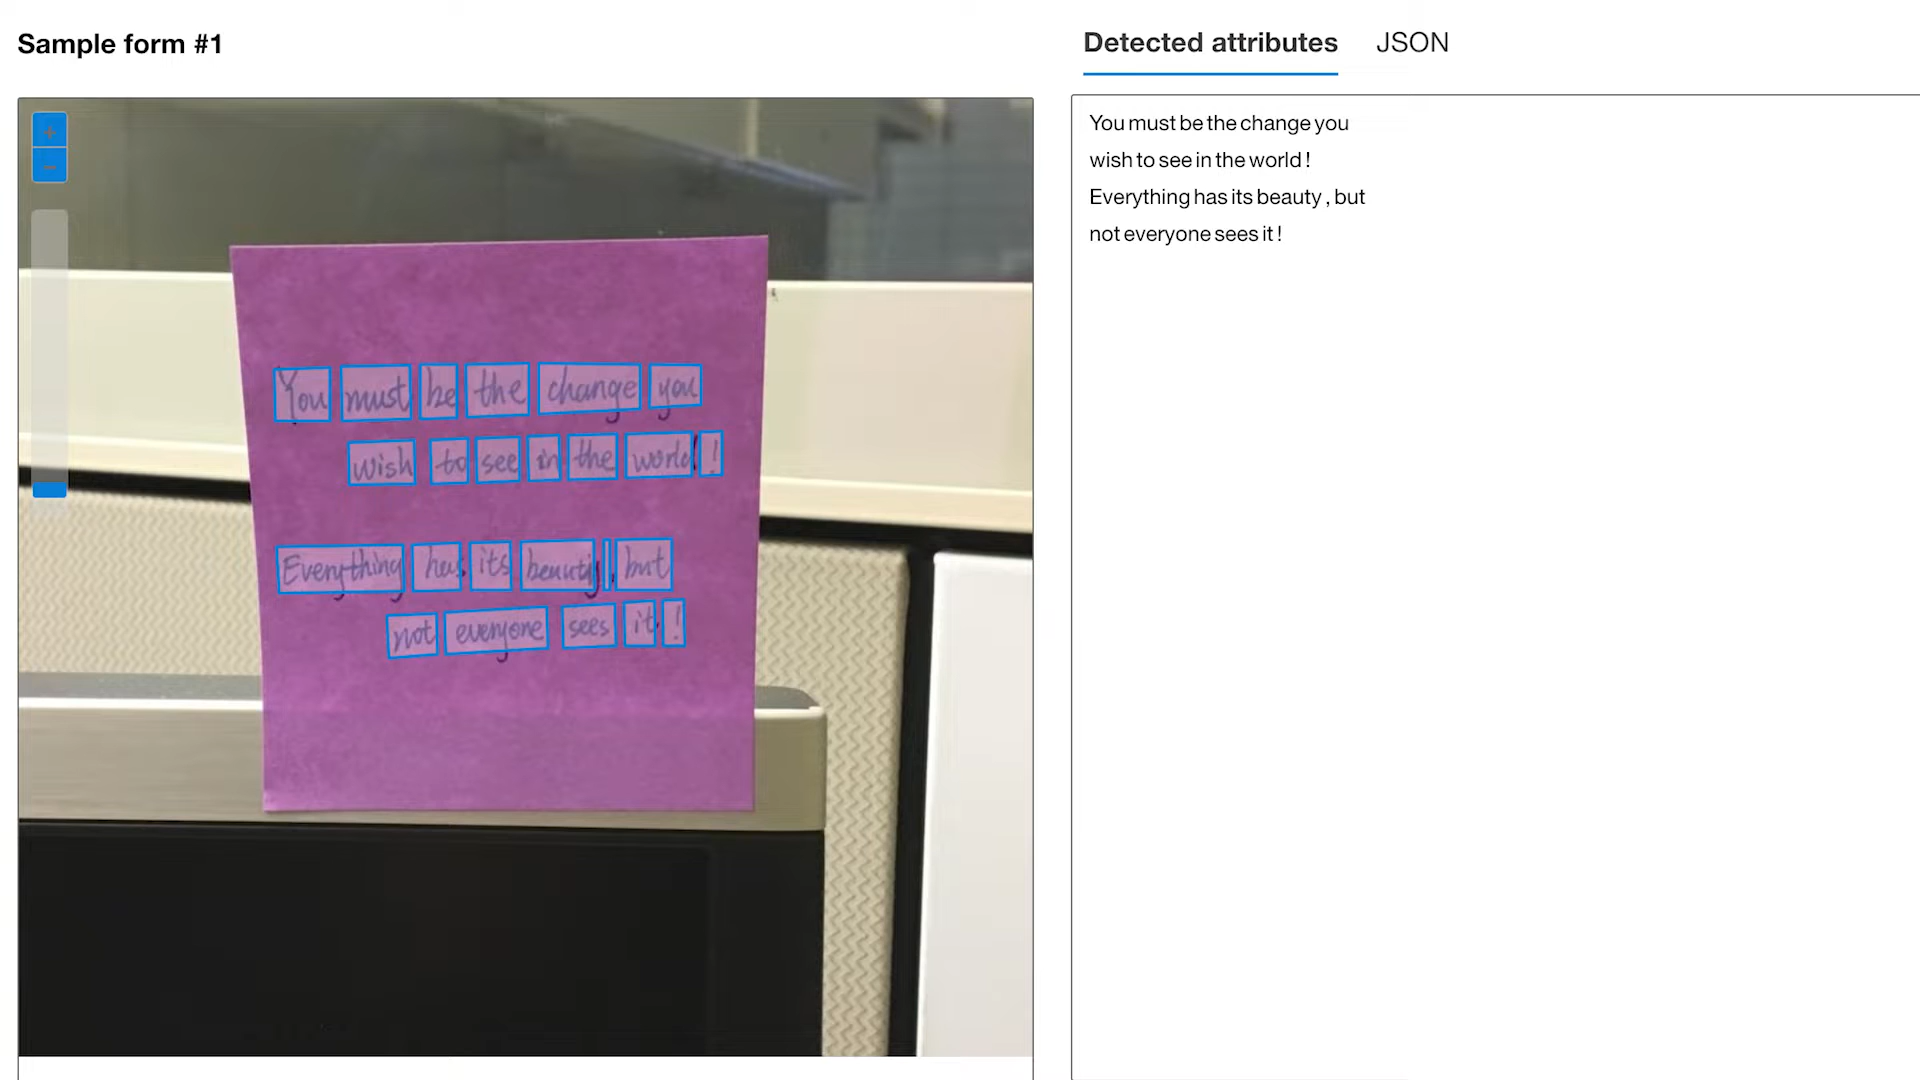 Sample form #1
Detected attributes
JSON
+
-
You must be the change you
wish to see in the world !
Everything has its beauty , but
not everyone sees it !
You must be the change you
wish to see in the world !
Everything has its beauty , but
not everyone sees it !